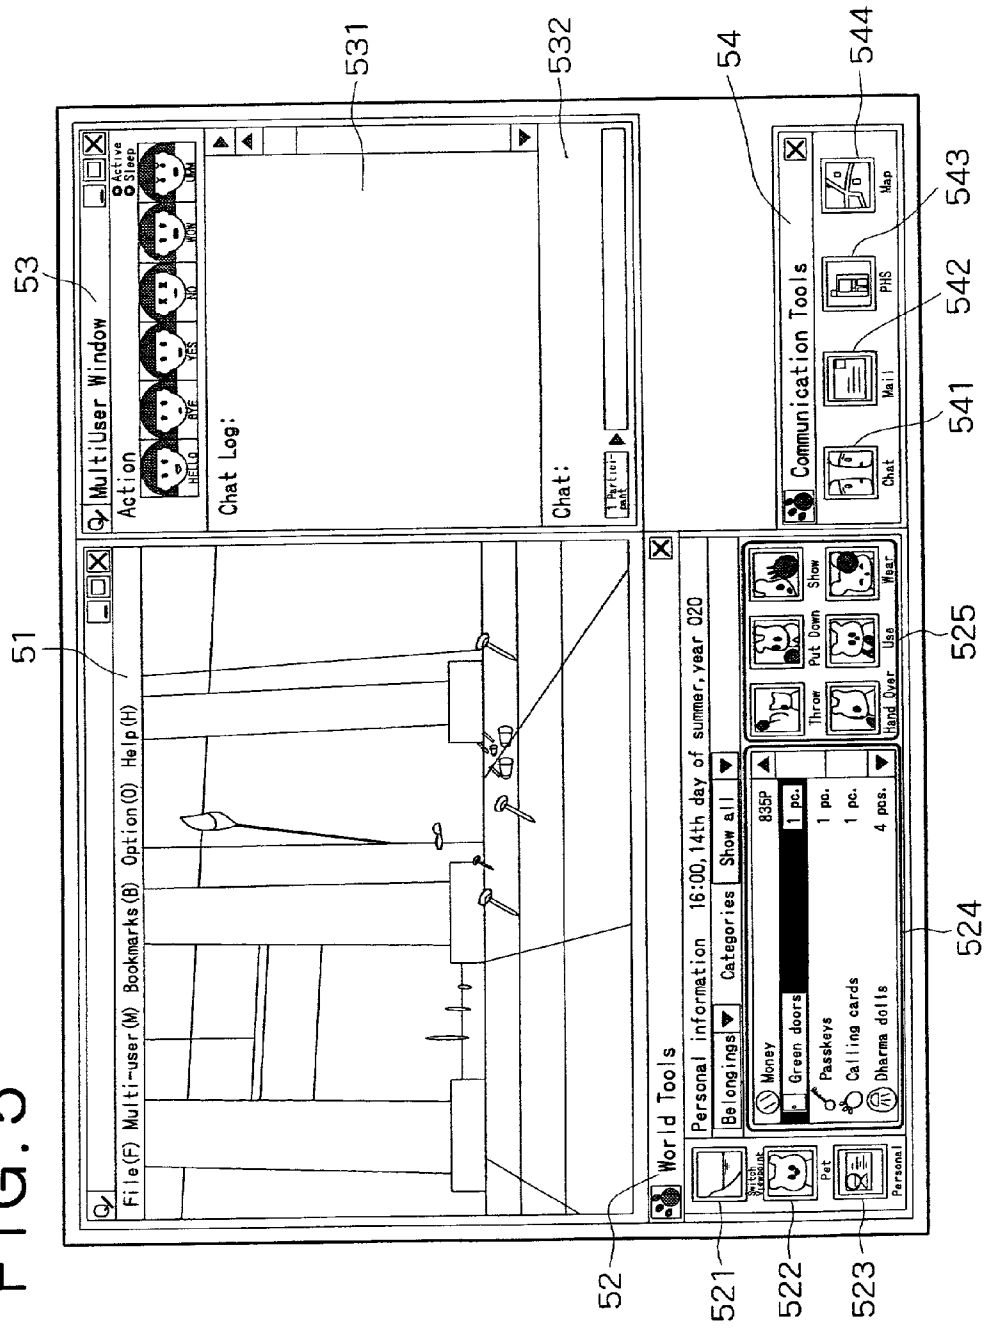 FIG. 5
51
53
File(F) Multi-user(M) Bookmarks(B) Option(O) Help(H)
MultiUser Window
Action
Active
Sleep
HELLO
BYE
YES
NO
WOW
Chat Log:
531
Chat:
532
1 Partici-
pant
52
World Tools
521
Switch
Viewpoint
522
Pet
523
Personal
Personal information 16:00,14th day of summer,year 020
Belongings
Categories
Show all
Money 835P
Green doors 1 pc.
Passkeys 1 pc.
Calling cards 1 pc.
Dharma dolls 4 pcs.
524
Throw
Put Down
Show
Hand Over
Use
Wear
525
54
Communication Tools
Chat
Mail
PHS
Map
541
542
543
544